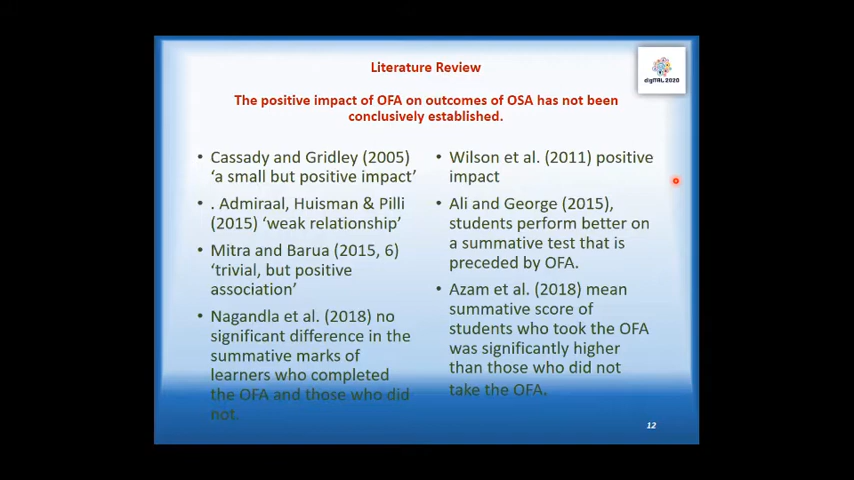 Literature Review
digiTAL 2020
The positive impact of OFA on outcomes of OSA has not been
conclusively established.
• Cassady and Gridley (2005)
‘a small but positive impact’
• . Admiraal, Huisman & Pilli
(2015) ‘weak relationship’
• Mitra and Barua (2015, 6)
‘trivial, but positive
association’
• Nagandla et al. (2018) no
significant difference in the
summative marks of
learners who completed
the OFA and those who did
not.
• Wilson et al. (2011) positive
impact
• Ali and George (2015),
students perform better on
a summative test that is
preceded by OFA.
• Azam et al. (2018) mean
summative score of
students who took the OFA
was significantly higher
than those who did not
take the OFA.
12